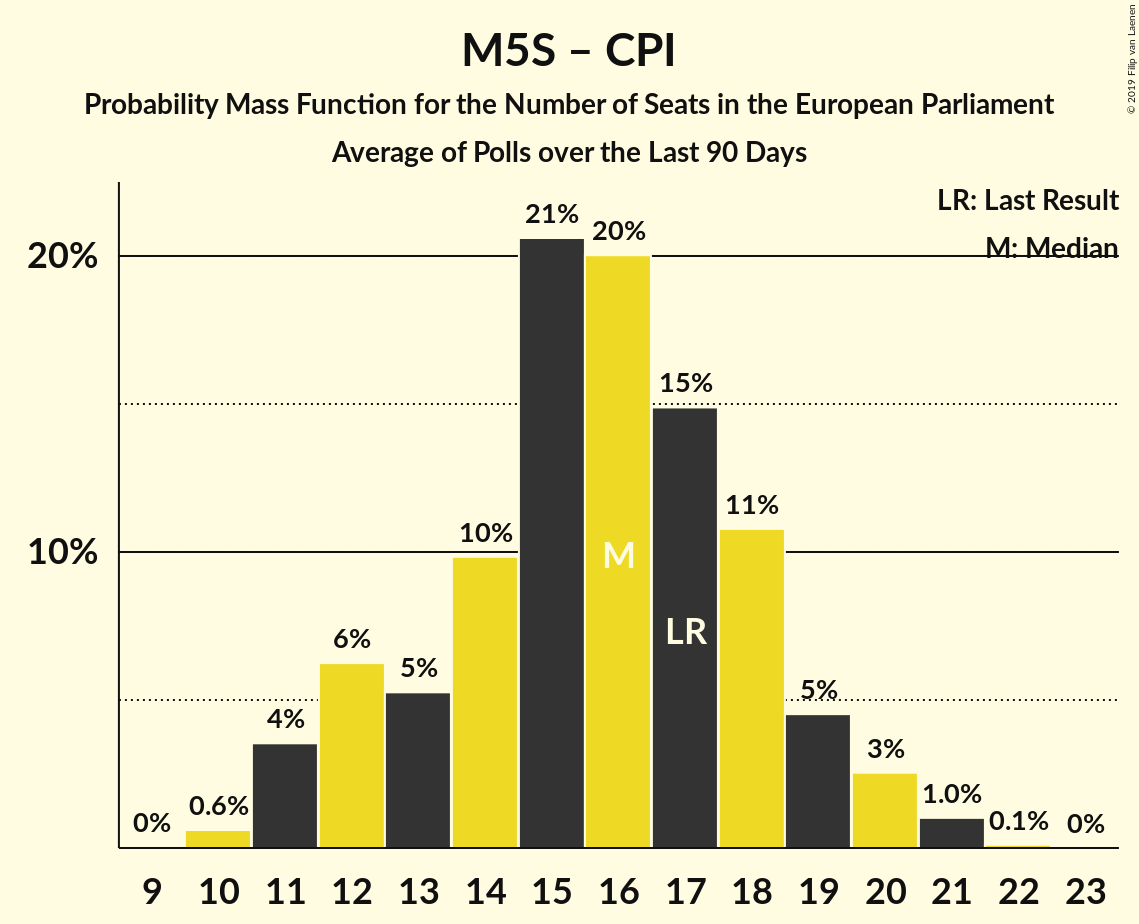 M5S – CPI
Probability Mass Function for the Number of Seats in the European Parliament
Average of Polls over the Last 90 Days
© 2019 Filip van Laenen
LR: Last Result
M: Median
20%
10%
0%
0.6%
4%
6%
5%
10%
21%
20%
15%
11%
5%
3%
1.0%
0.1%
0%
M
LR
9 10 11 12 13 14 15 16 17 18 19 20 21 22 23